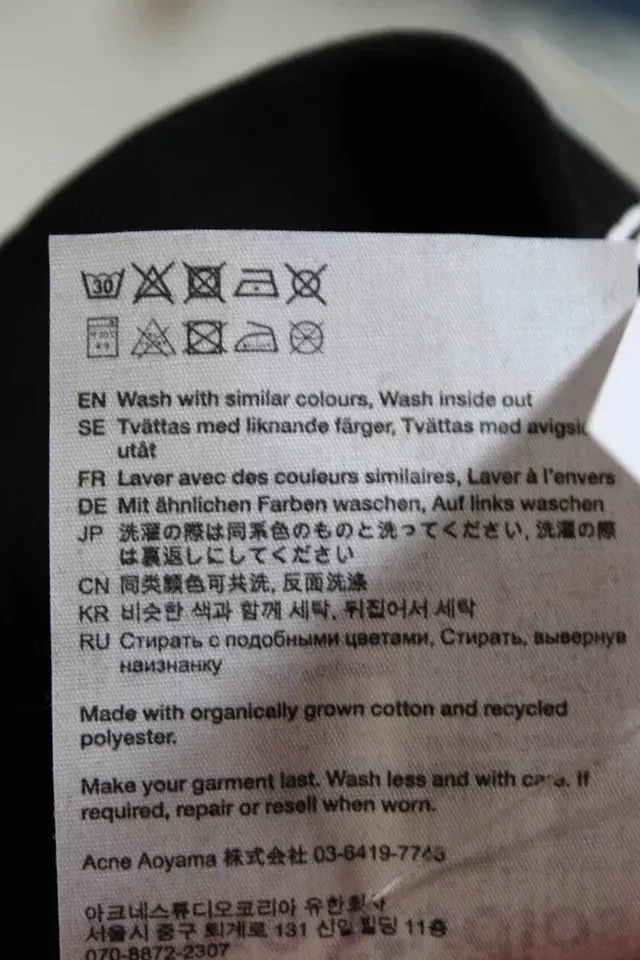 30
EN Wash with similar colours, Wash inside out
SE Tvättas med liknande färger, Tvättas med
utåt
FR Laver avec des couleurs similaires, Laver à l'envers
DE Mit ähnlichen Farben waschen, Auf links waschen
JP 洗濯の際は同系色のものと洗ってください, 洗濯の際
は裏返しにしてください
CN 同类颜色可共洗, 反面洗涤
KR 비슷한 색과 함께 세탁, 뒤집어서 세탁
RU Стирать с подобными цветами, Стирать, вывернув
наизнанку
Made with organically grown cotton and recycled
polyester.
Make your garment last. Wash less and with care. If
required, repair or resell when worn.
Acne Aoyama 株式会社
아크네스튜디오코리아 유한회사
서울시 중구 퇴계로 131 신일 빌딩 11층
070-8872-2307